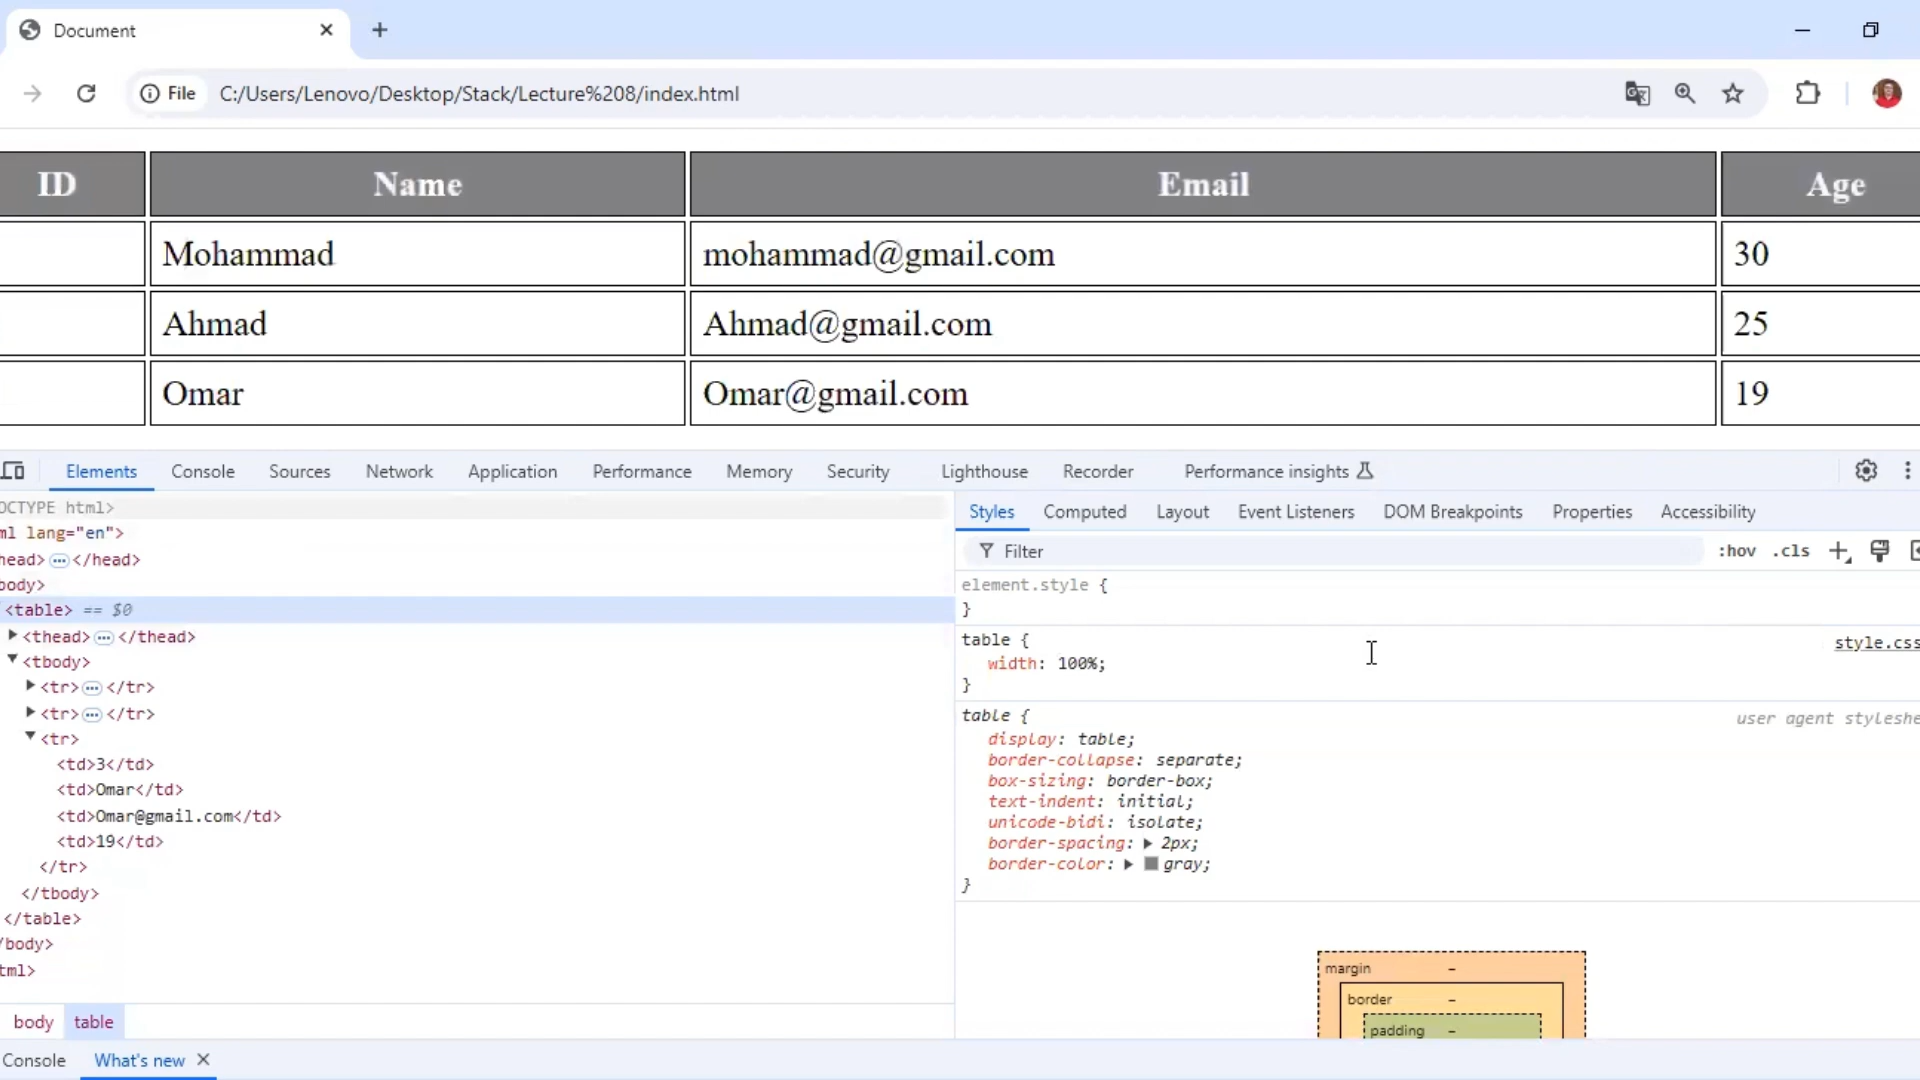 Document
File C:/Users/Lenovo/Desktop/Stack/Lecture%208/index.html
ID Name Email Age
Mohammad mohammad@gmail.com 30
Ahmad Ahmad@gmail.com 25
Omar Omar@gmail.com 19
Elements Console Sources Network Application Performance Memory Security Lighthouse Recorder Performance insights
OCTYPE html>
ml lang="en">
head> </head>
body>
<table> == $0
<thead> </thead>
<tbody>
<tr> </tr>
<tr> </tr>
<tr>
<td>3</td>
<td>Omar</td>
<td>Omar@gmail.com</td>
<td>19</td>
</tr>
</tbody>
</table>
/body>
tml>
body table
Styles Computed Layout Event Listeners DOM Breakpoints Properties Accessibility
Filter :hov .cls
element.style {
}
table { style.css
width: 100%;
}
table { user agent styleshe
display: table;
border-collapse: separate;
box-sizing: border-box;
text-indent: initial;
unicode-bidi: isolate;
border-spacing: 2px;
border-color: gray;
}
margin –
border –
padding –
Console What's new